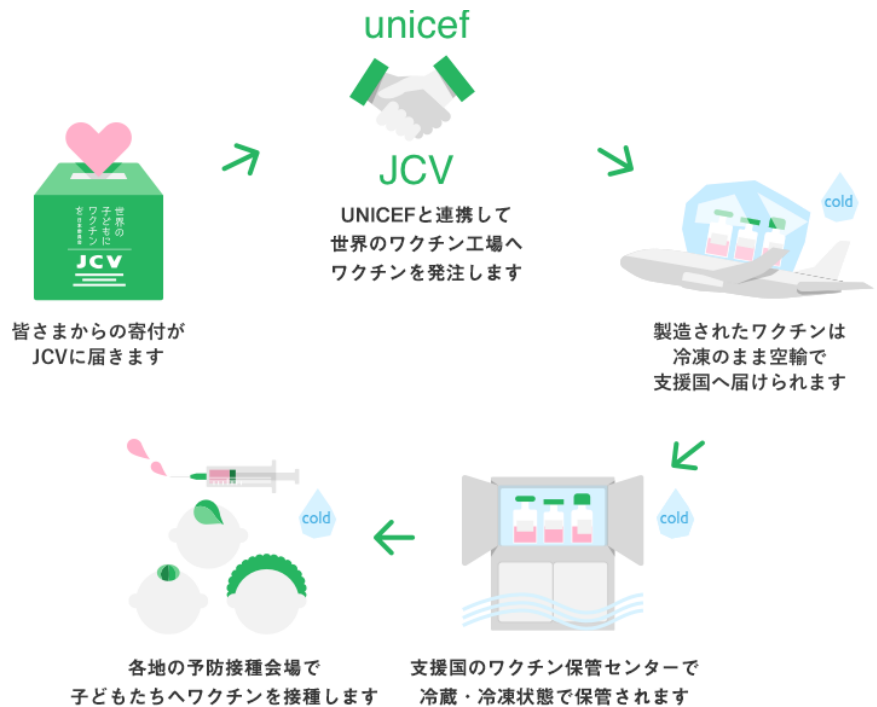 unicef
JCV
UNICEFと連携して
世界のワクチン工場へ
ワクチンを発注します
世界の
子どもに
ワクチン
を 日本委員会
JCV
皆さまからの寄付が
JCVに届きます
cold
製造されたワクチンは
冷凍のまま空輸で
支援国へ届けられます
cold
支援国のワクチン保管センターで
冷蔵・冷凍状態で保管されます
cold
各地の予防接種会場で
子どもたちへワクチンを接種します